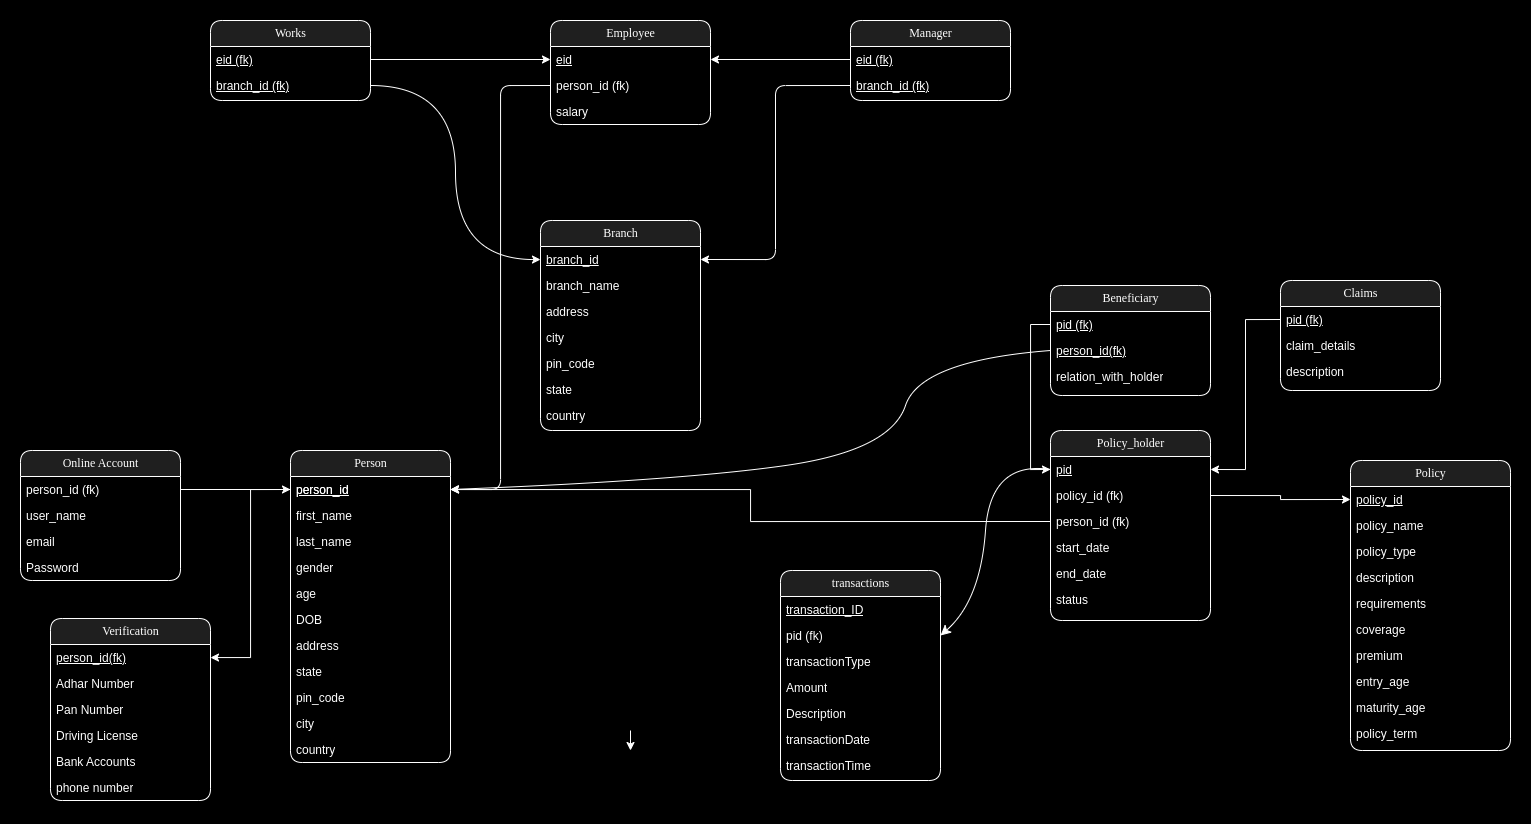 Works
eid (fk)
branch_id (fk)
Employee
eid
person_id (fk)
salary
Manager
eid (fk)
branch_id (fk)
Branch
branch_id
branch_name
address
city
pin_code
state
country
Beneficiary
pid (fk)
person_id(fk)
relation_with_holder
Claims
pid (fk)
claim_details
description
Online Account
person_id (fk)
user_name
email
Password
Person
person_id
first_name
last_name
gender
age
DOB
address
state
pin_code
city
country
Policy_holder
pid
policy_id (fk)
person_id (fk)
start_date
end_date
status
Policy
policy_id
policy_name
policy_type
description
requirements
coverage
premium
entry_age
maturity_age
policy_term
Verification
person_id(fk)
Adhar Number
Pan Number
Driving License
Bank Accounts
phone number
transactions
transaction_ID
pid (fk)
transactionType
Amount
Description
transactionDate
transactionTime